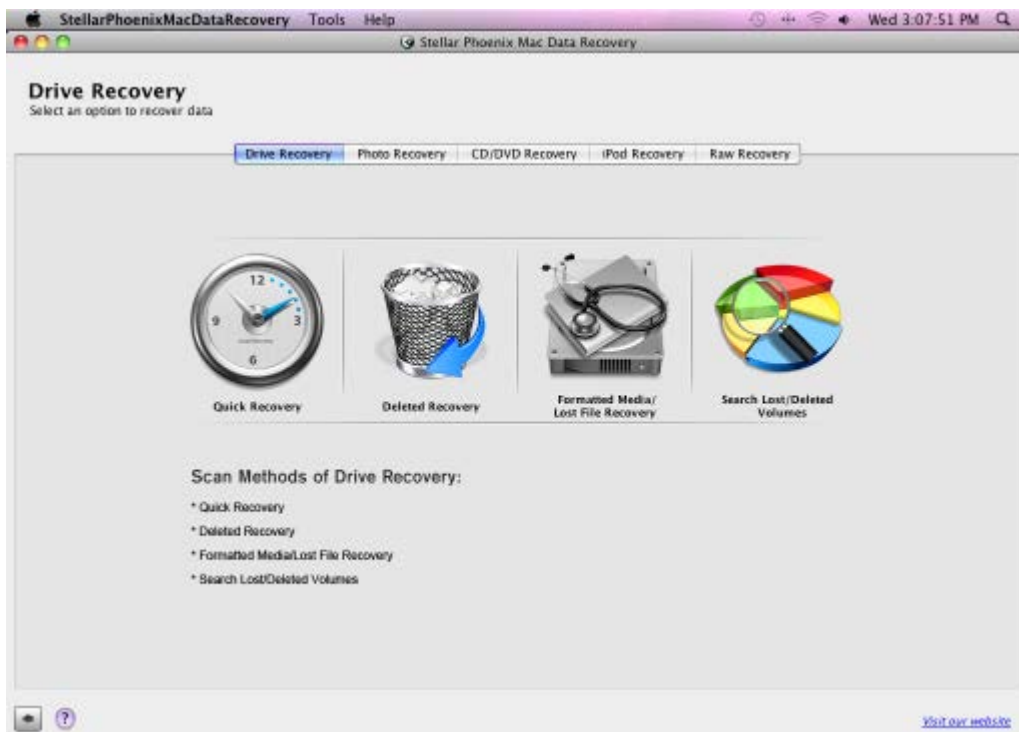 StellarPhoenixMacDataRecovery Tools Help Wed 3:07:51 PM
Stellar Phoenix Mac Data Recovery
Drive Recovery
Select an option to recover data
Drive Recovery Photo Recovery CD/DVD Recovery iPod Recovery Raw Recovery
12
9 3
6
Quick Recovery Deleted Recovery Formatted Media/ Search Lost/Deleted
Lost File Recovery Volumes
Scan Methods of Drive Recovery:
* Quick Recovery
* Deleted Recovery
* Formatted Media/Lost File Recovery
* Search Lost/Deleted Volumes
?
Visit our website